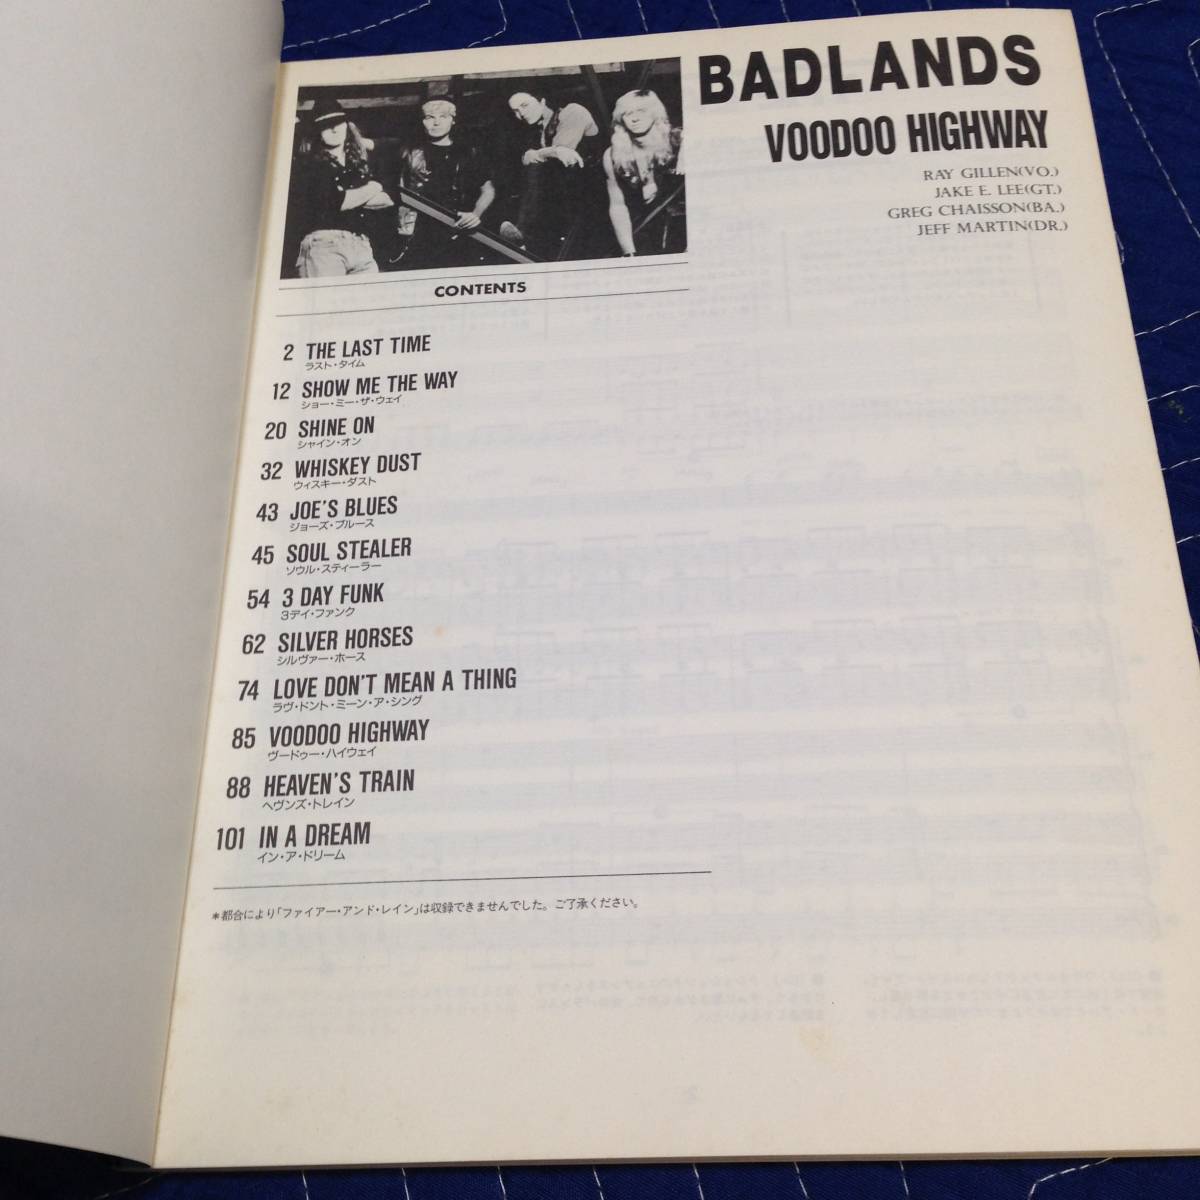 BADLANDS
VOODOO HIGHWAY
RAY GILLEN(VO.)
JAKE E. LEE(GT.)
GREG CHAISSON(BA.)
JEFF MARTIN(DR.)
CONTENTS
2 THE LAST TIME
ラスト・タイム
12 SHOW ME THE WAY
ショー・ミー・ザ・ウェイ
20 SHINE ON
シャイン・オン
32 WHISKEY DUST
ウィスキー・ダスト
43 JOE'S BLUES
ジョーズ・ブルース
45 SOUL STEALER
ソウル・スティーラー
54 3 DAY FUNK
3デイ・ファンク
62 SILVER HORSES
シルヴァー・ホース
74 LOVE DON'T MEAN A THING
ラヴ・ドント・ミーン・ア・シング
85 VOODOO HIGHWAY
ヴードゥー・ハイウェイ
88 HEAVEN'S TRAIN
ヘヴンズ・トレイン
101 IN A DREAM
イン・ア・ドリーム
＊都合により「ファイアー・アンド・レイン」は収録できませんでした。ご了承ください。